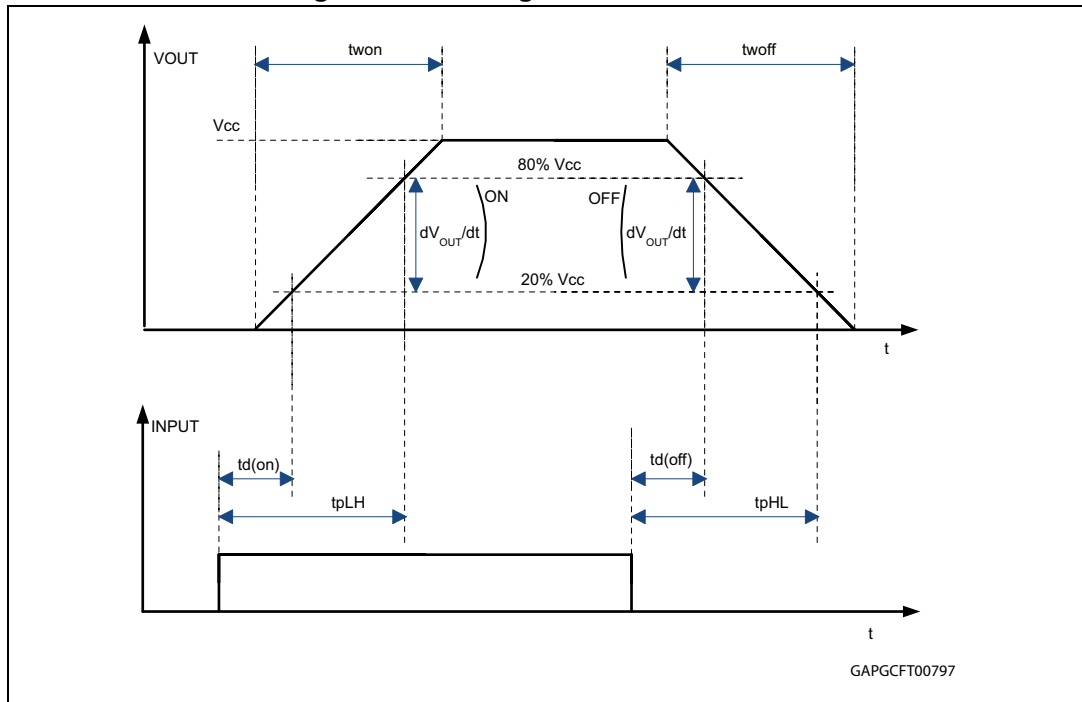 VOUT
twon
twoff
Vcc
80% Vcc
ON
OFF
dVOUT/dt
dVOUT/dt
20% Vcc
t
INPUT
td(on)
td(off)
tpLH
tpHL
t
GAPGCFT00797